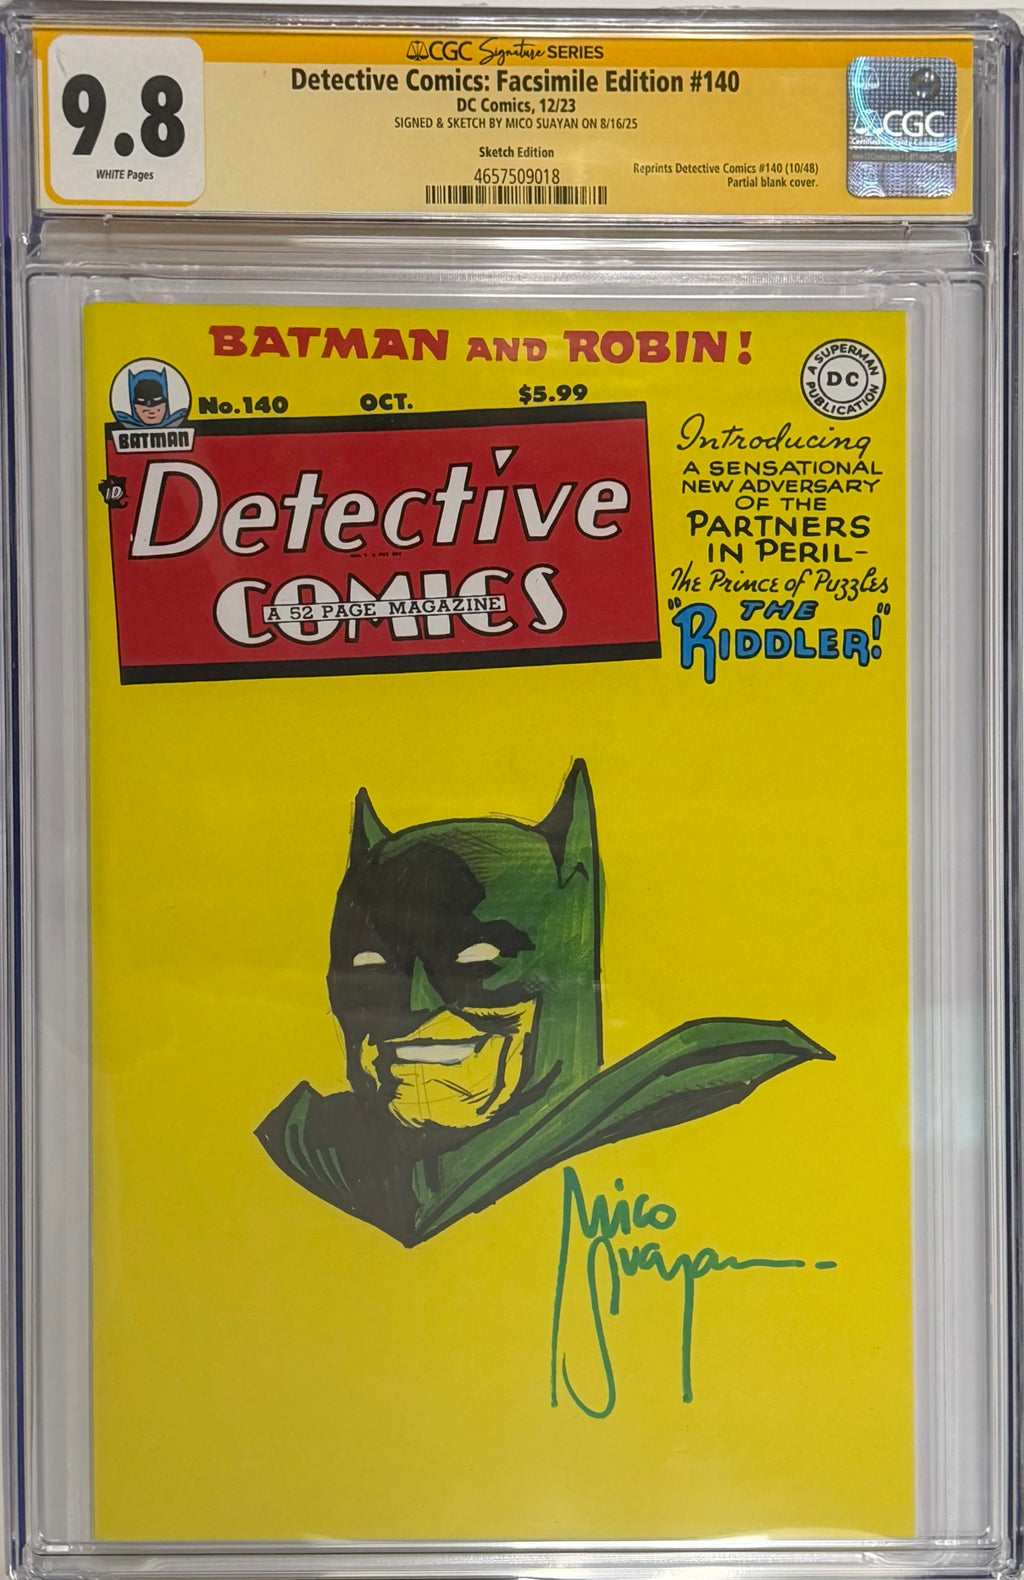 CGC Signature SERIES
9.8
WHITE Pages
Detective Comics: Facsimile Edition #140
DC Comics, 12/23
SIGNED & SKETCH BY MICO SUAYAN ON 8/16/25
Sketch Edition
4657509018
Reprints Detective Comics #140 (10/48)
Partial blank cover.
CGC
BATMAN AND ROBIN!
No.140 OCT. $5.99
BATMAN
A SUPERMAN PUBLICATION
DC
Detective
COMICS
A 52 PAGE MAGAZINE
Introducing
A SENSATIONAL
NEW ADVERSARY
OF THE
PARTNERS
IN PERIL-
The Prince of Puzzles
"THE
RIDDLER!"
Mico
Suayan